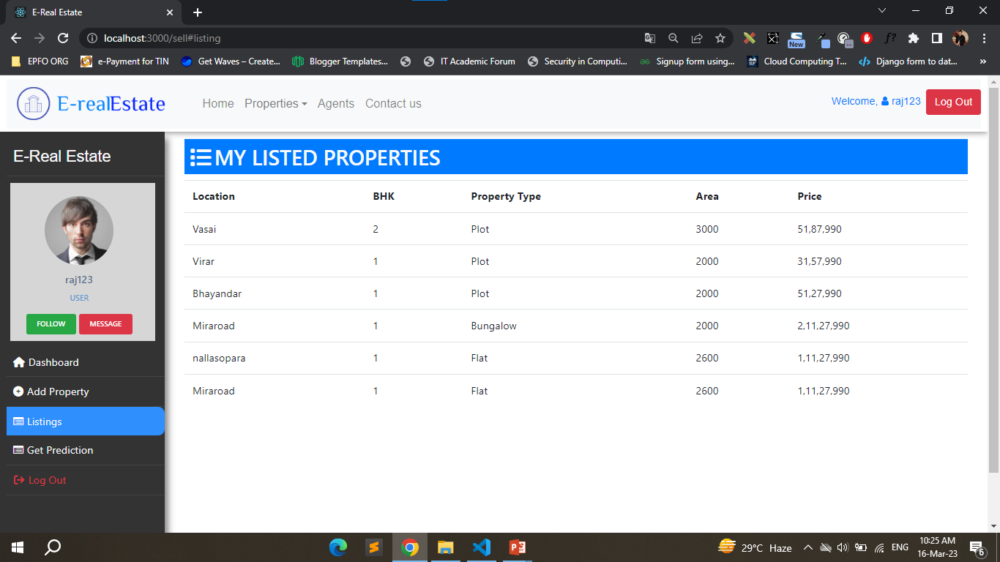 E-Real Estate
localhost:3000/sell#listing
New
EPFO ORG e-Payment for TIN Get Waves – Create... Blogger Templates... IT Academic Forum Security in Computi... Signup form using... Cloud Computing T... Django form to dat... »
E-realEstate Home Properties Agents Contact us Welcome, raj123 Log Out
E-Real Estate
raj123
USER
FOLLOW MESSAGE
Dashboard
Add Property
Listings
Get Prediction
Log Out
MY LISTED PROPERTIES
Location BHK Property Type Area Price
Vasai 2 Plot 3000 51,87,990
Virar 1 Plot 2000 31,57,990
Bhayandar 1 Plot 2000 51,27,990
Miraroad 1 Bungalow 2000 2,11,27,990
nallasopara 1 Flat 2600 1,11,27,990
Miraroad 1 Flat 2600 1,11,27,990
29°C Haze ENG 10:25 AM
16-Mar-23 6